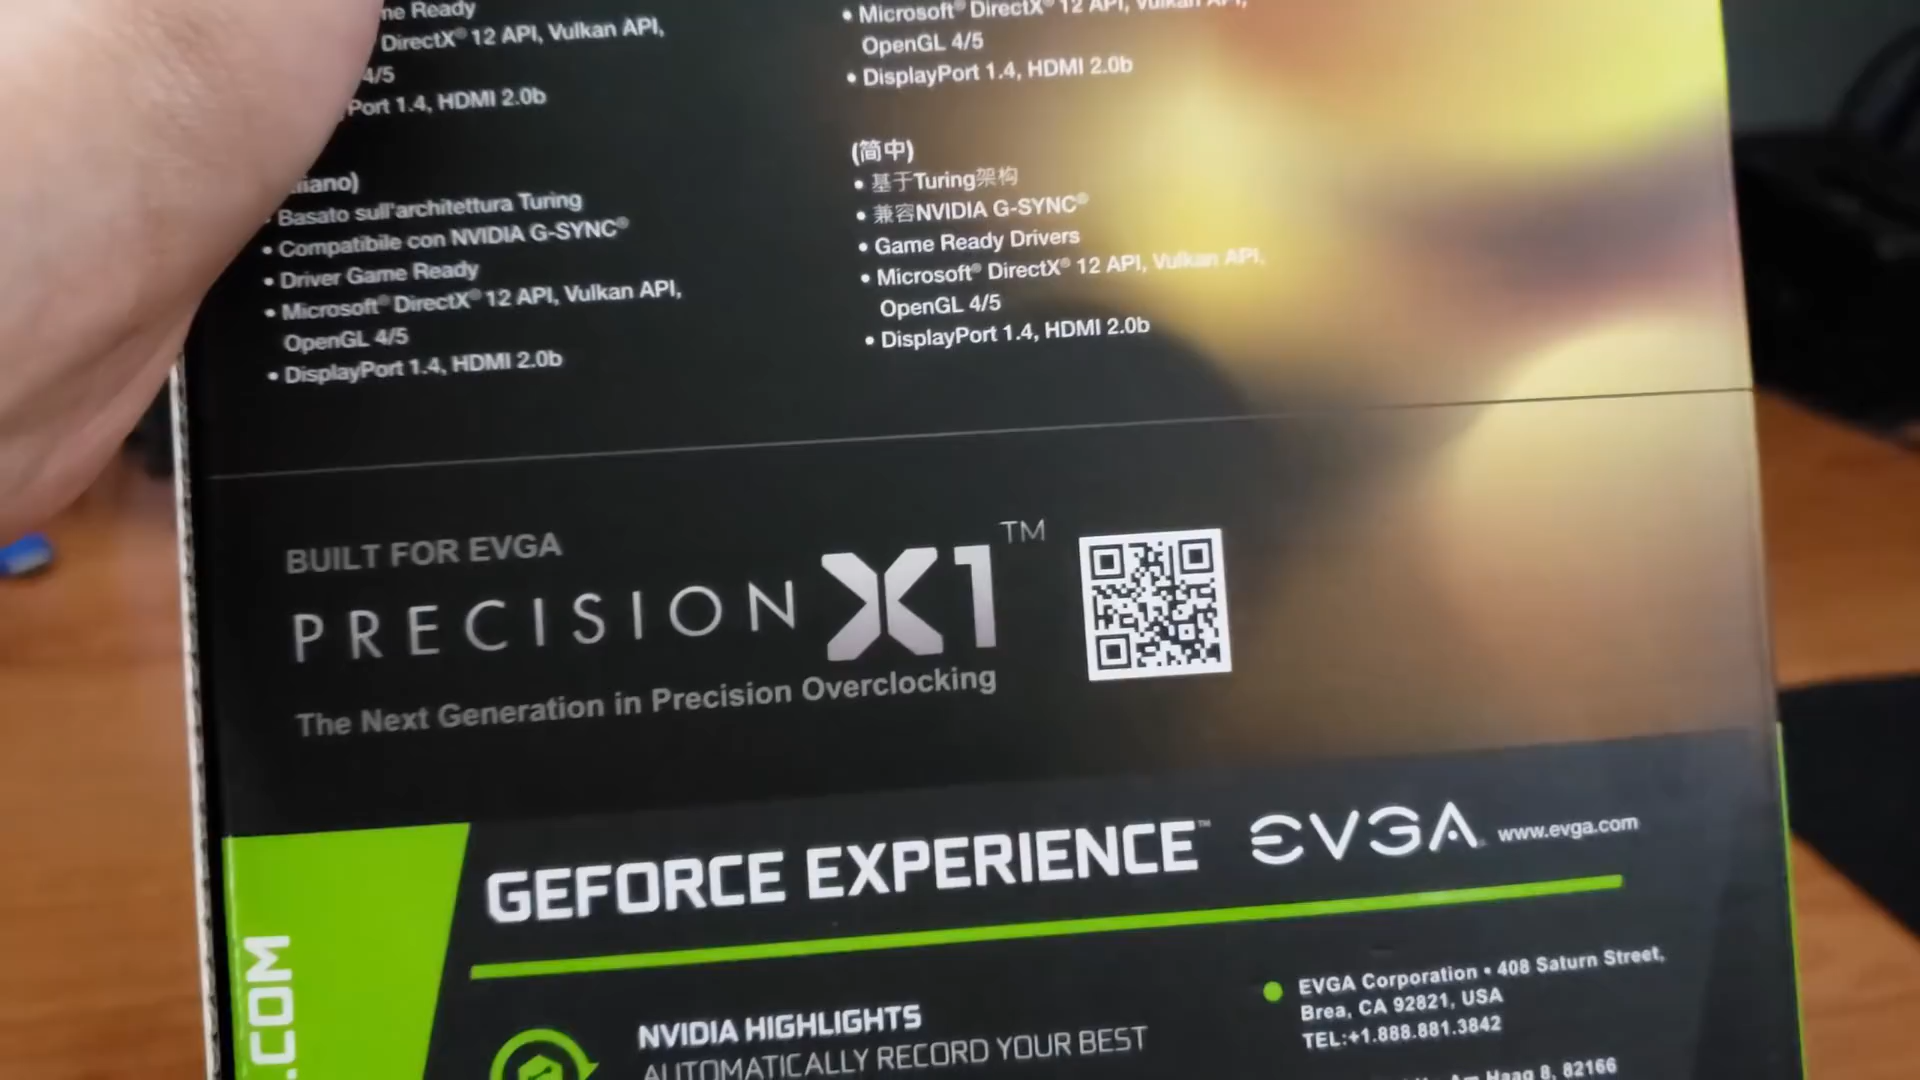 ne Ready
DirectX® 12 API, Vulkan API,
4/5
Port 1.4, HDMI 2.0b
liano)
Basato sull'architettura Turing
• Compatibile con NVIDIA G-SYNC®
• Driver Game Ready
• Microsoft® DirectX® 12 API, Vulkan API,
OpenGL 4/5
• DisplayPort 1.4, HDMI 2.0b
• Microsoft® DirectX® 12 API, Vulkan API,
OpenGL 4/5
• DisplayPort 1.4, HDMI 2.0b
(简中)
• 基于Turing架构
• 兼容NVIDIA G-SYNC®
• Game Ready Drivers
• Microsoft® DirectX® 12 API, Vulkan API,
OpenGL 4/5
• DisplayPort 1.4, HDMI 2.0b
BUILT FOR EVGA
PRECISION X1™
The Next Generation in Precision Overclocking
GEFORCE EXPERIENCE™
EVGA www.evga.com
.COM
NVIDIA HIGHLIGHTS
AUTOMATICALLY RECORD YOUR BEST
EVGA Corporation • 408 Saturn Street,
Brea, CA 92821, USA
TEL:+1.888.881.3842
Am Haag 8, 82166